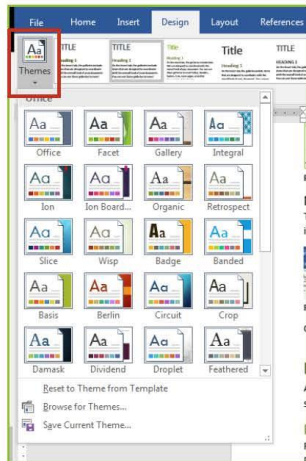 File Home Insert Design Layout References
Aa
Themes
TITLE TITLE Title Title TITLE
Heading 1 Heading 1 HEADING 1
Office
Aa Aa Aa Aa
Office Facet Gallery Integral
Aa Aa Aa Aa
Ion Ion Board... Organic Retrospect
Aa Aa Aa Aa
Slice Wisp Badge Banded
Aa Aa Aa Aa
Basis Berlin Circuit Crop
Aa Aa Aa Aa
Damask Dividend Droplet Feathered
Reset to Theme from Template
Browse for Themes...
Save Current Theme...